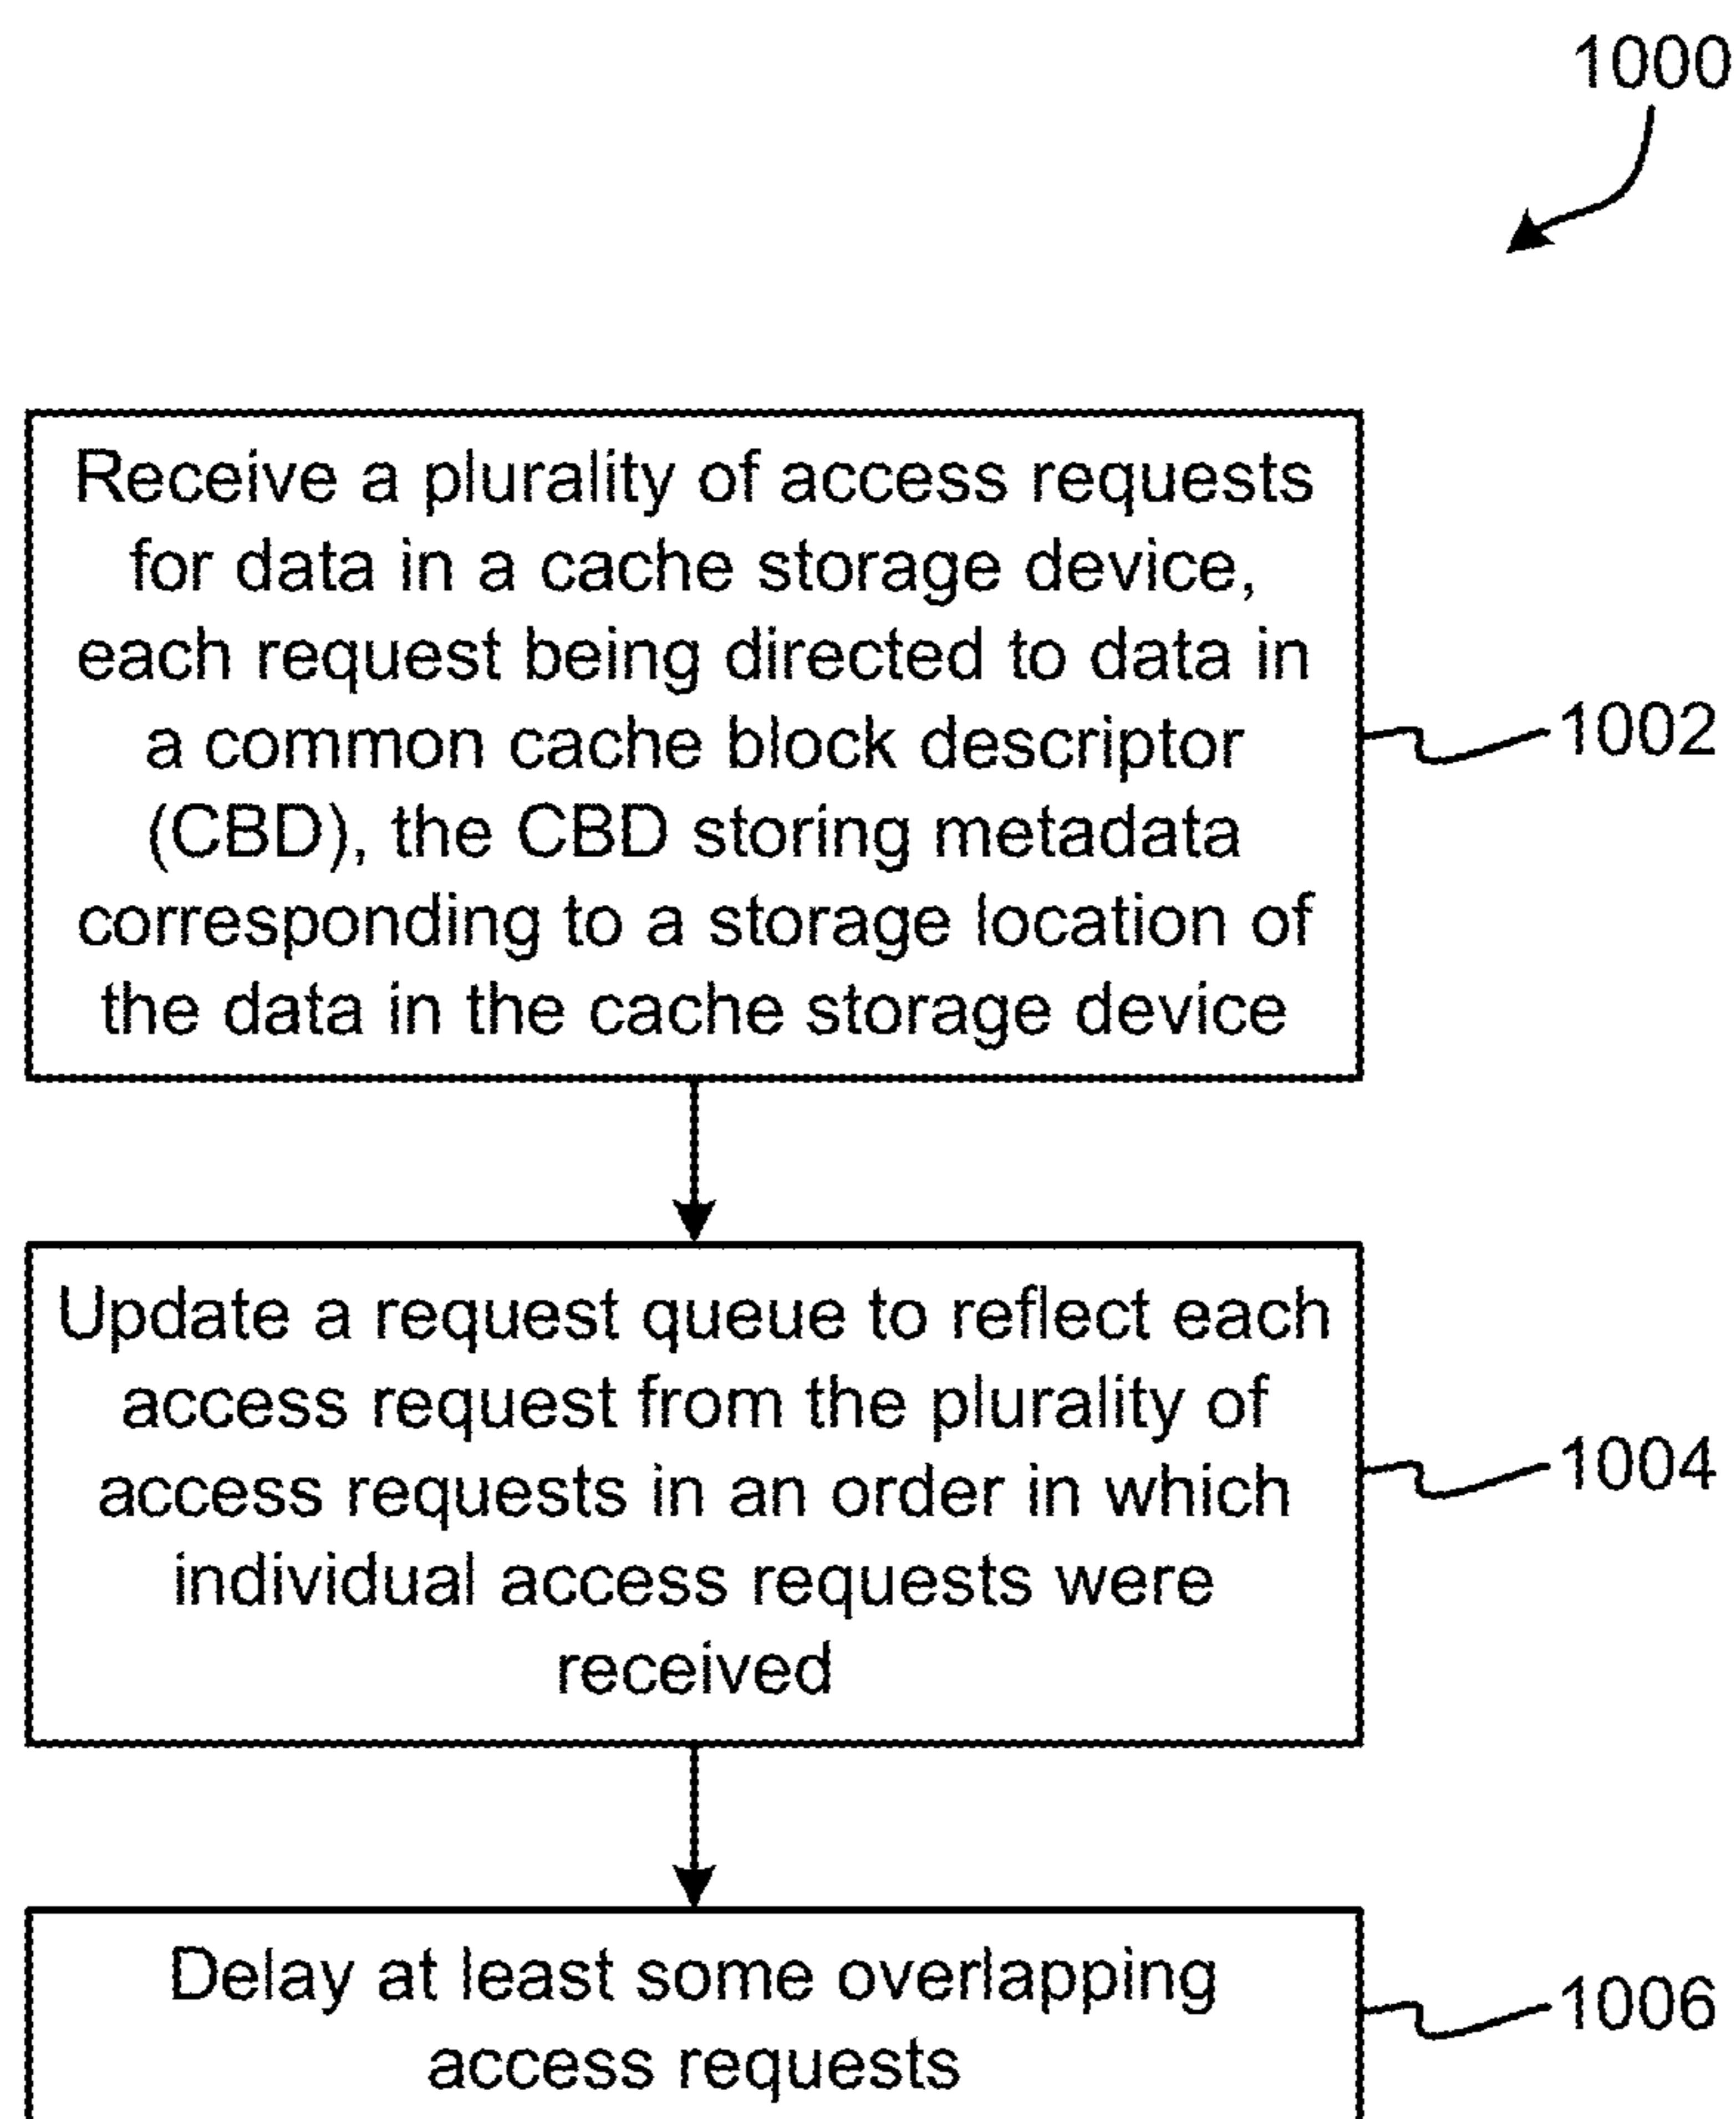 1000
Receive a plurality of access requests
for data in a cache storage device,
each request being directed to data in
a common cache block descriptor
(CBD), the CBD storing metadata
corresponding to a storage location of
the data in the cache storage device
1002
Update a request queue to reflect each
access request from the plurality of
access requests in an order in which
individual access requests were
received
1004
Delay at least some overlapping
access requests
1006